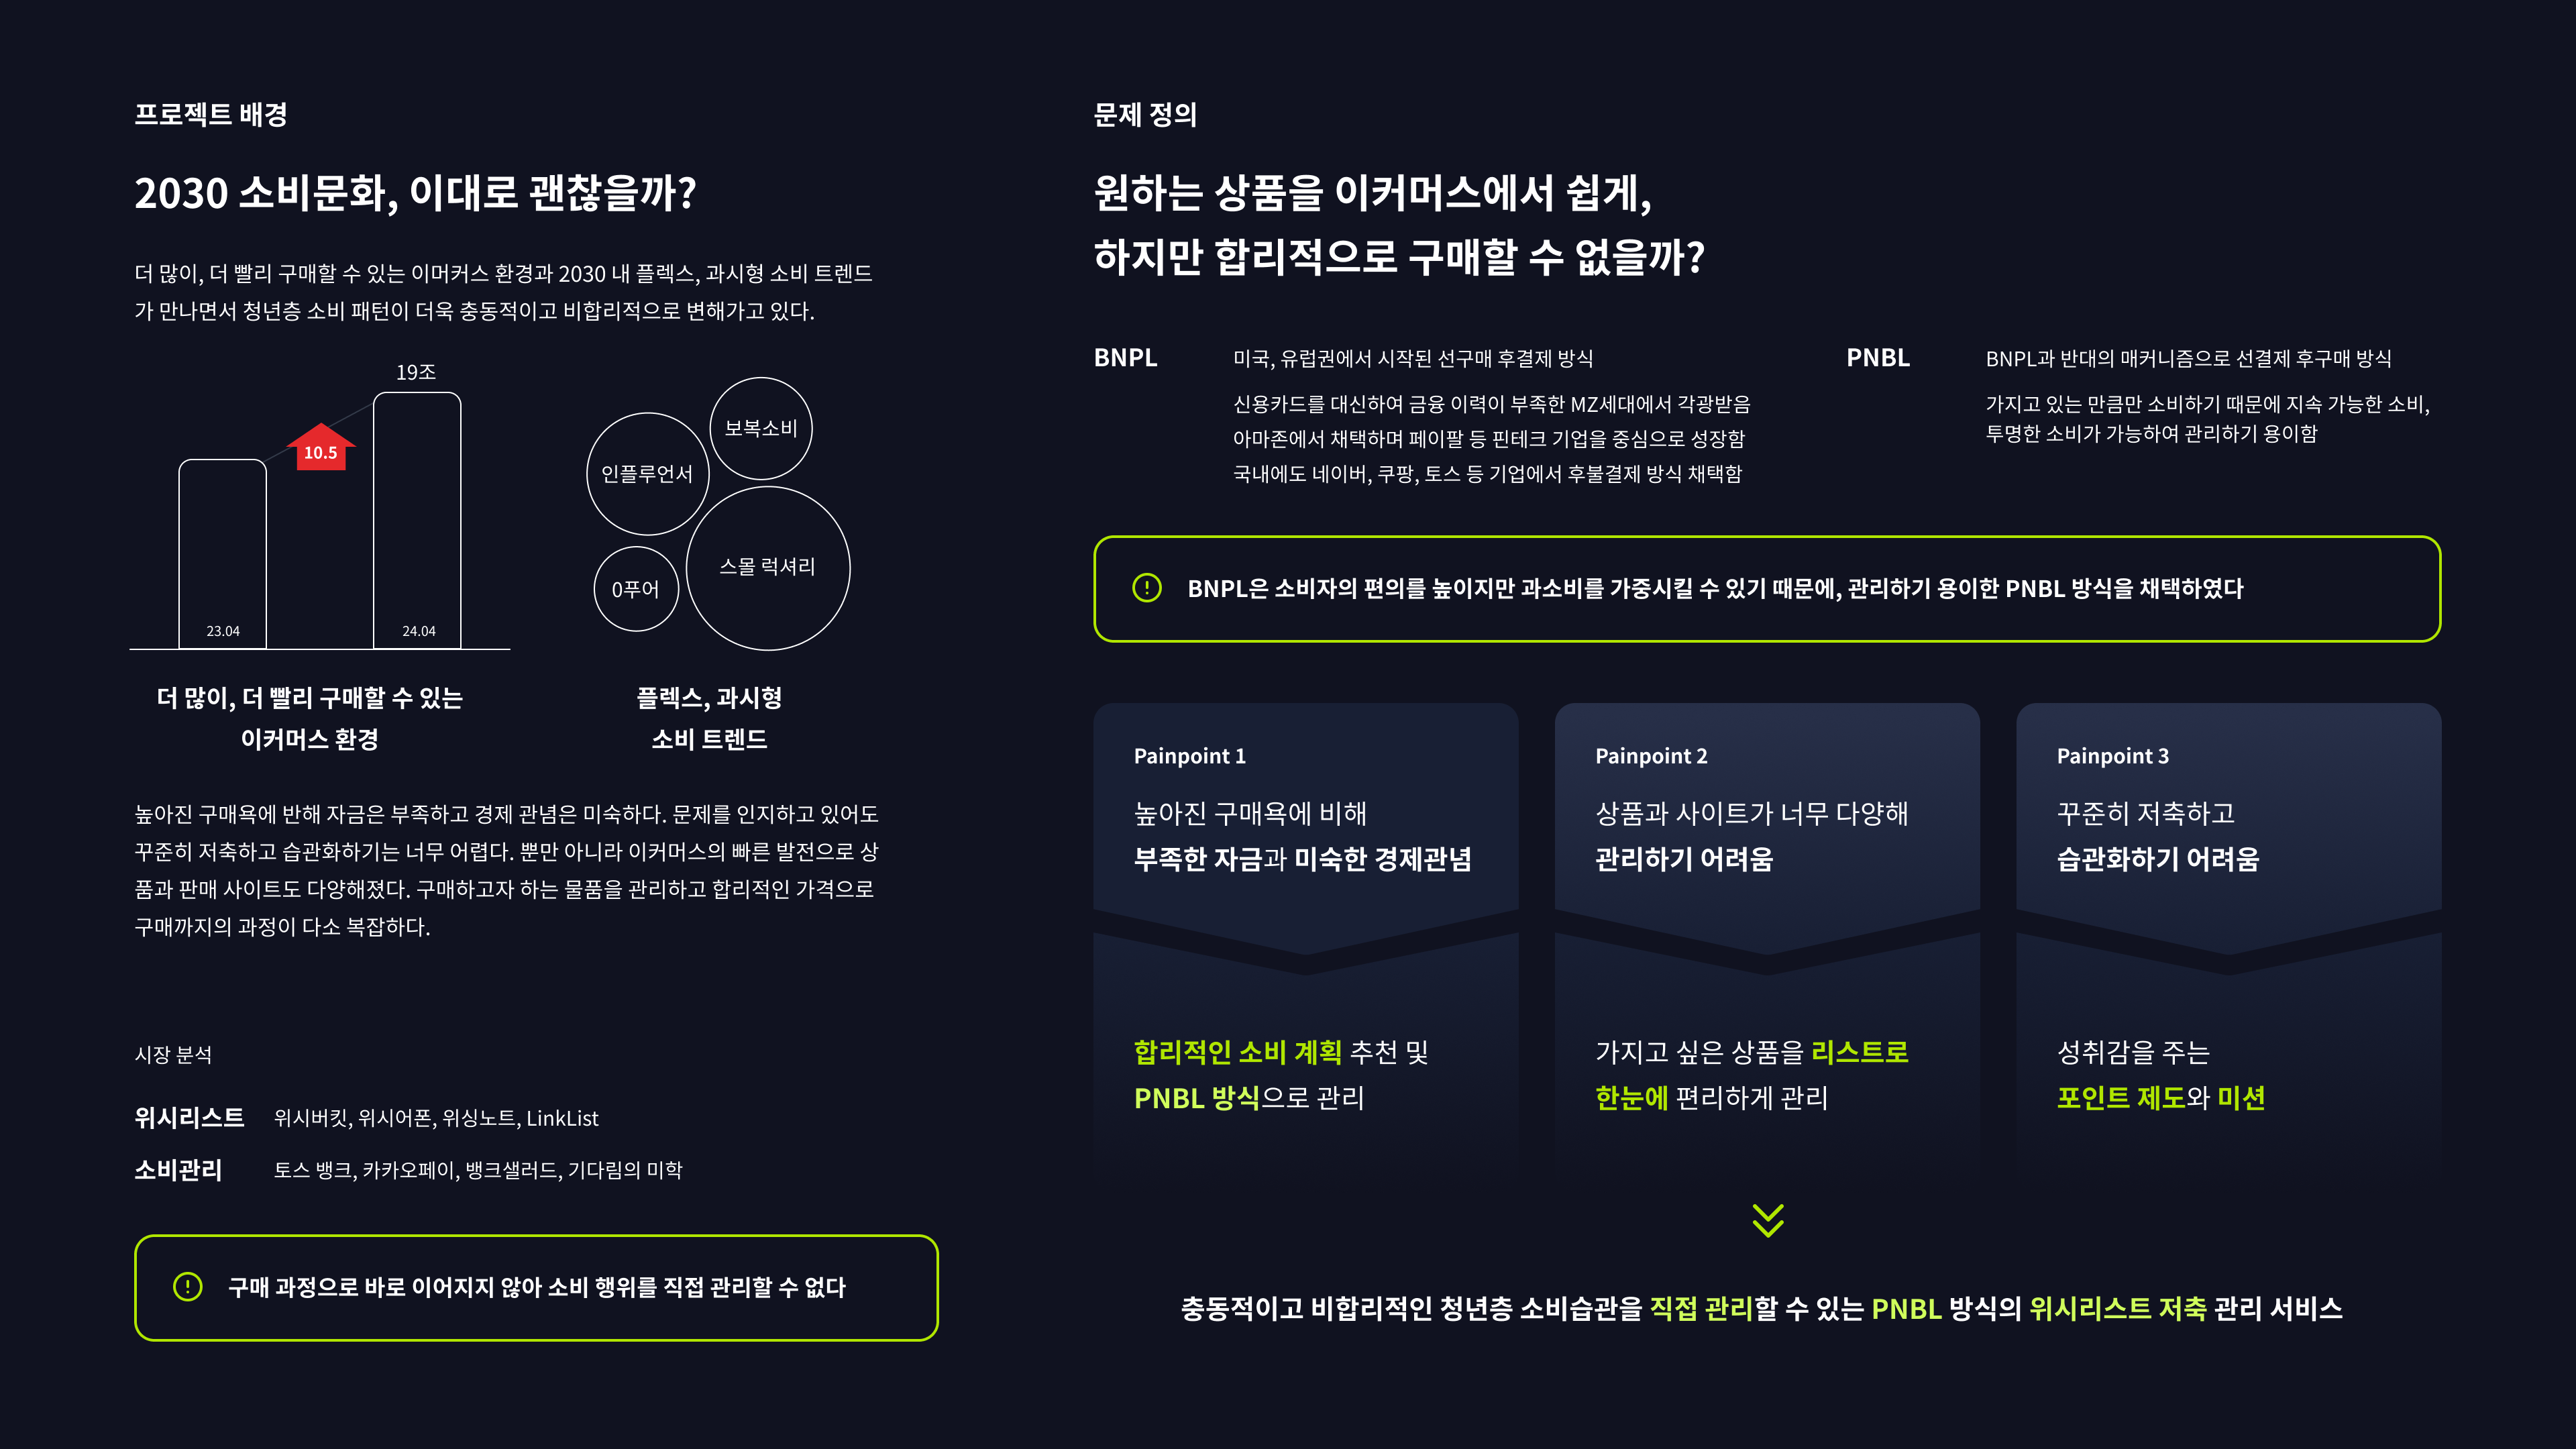 프로젝트 배경
2030 소비문화, 이대로 괜찮을까?
더 많이, 더 빨리 구매할 수 있는 이머커스 환경과 2030 내 플렉스, 과시형 소비 트렌드
가 만나면서 청년층 소비 패턴이 더욱 충동적이고 비합리적으로 변해가고 있다.
19조
10.5
23.04
24.04
보복소비
인플루언서
스몰 럭셔리
0푸어
더 많이, 더 빨리 구매할 수 있는
이커머스 환경
플렉스, 과시형
소비 트렌드
높아진 구매욕에 반해 자금은 부족하고 경제 관념은 미숙하다. 문제를 인지하고 있어도
꾸준히 저축하고 습관화하기는 너무 어렵다. 뿐만 아니라 이커머스의 빠른 발전으로 상
품과 판매 사이트도 다양해졌다. 구매하고자 하는 물품을 관리하고 합리적인 가격으로
구매까지의 과정이 다소 복잡하다.
시장 분석
위시리스트 위시버킷, 위시어폰, 위싱노트, LinkList
소비관리 토스 뱅크, 카카오페이, 뱅크샐러드, 기다림의 미학
구매 과정으로 바로 이어지지 않아 소비 행위를 직접 관리할 수 없다
문제 정의
원하는 상품을 이커머스에서 쉽게,
하지만 합리적으로 구매할 수 없을까?
BNPL 미국, 유럽권에서 시작된 선구매 후결제 방식
신용카드를 대신하여 금융 이력이 부족한 MZ세대에서 각광받음
아마존에서 채택하며 페이팔 등 핀테크 기업을 중심으로 성장함
국내에도 네이버, 쿠팡, 토스 등 기업에서 후불결제 방식 채택함
PNBL BNPL과 반대의 매커니즘으로 선결제 후구매 방식
가지고 있는 만큼만 소비하기 때문에 지속 가능한 소비,
투명한 소비가 가능하여 관리하기 용이함
BNPL은 소비자의 편의를 높이지만 과소비를 가중시킬 수 있기 때문에, 관리하기 용이한 PNBL 방식을 채택하였다
Painpoint 1
높아진 구매욕에 비해
부족한 자금과 미숙한 경제관념
합리적인 소비 계획 추천 및
PNBL 방식으로 관리
Painpoint 2
상품과 사이트가 너무 다양해
관리하기 어려움
가지고 싶은 상품을 리스트로
한눈에 편리하게 관리
Painpoint 3
꾸준히 저축하고
습관화하기 어려움
성취감을 주는
포인트 제도와 미션
충동적이고 비합리적인 청년층 소비습관을 직접 관리할 수 있는 PNBL 방식의 위시리스트 저축 관리 서비스